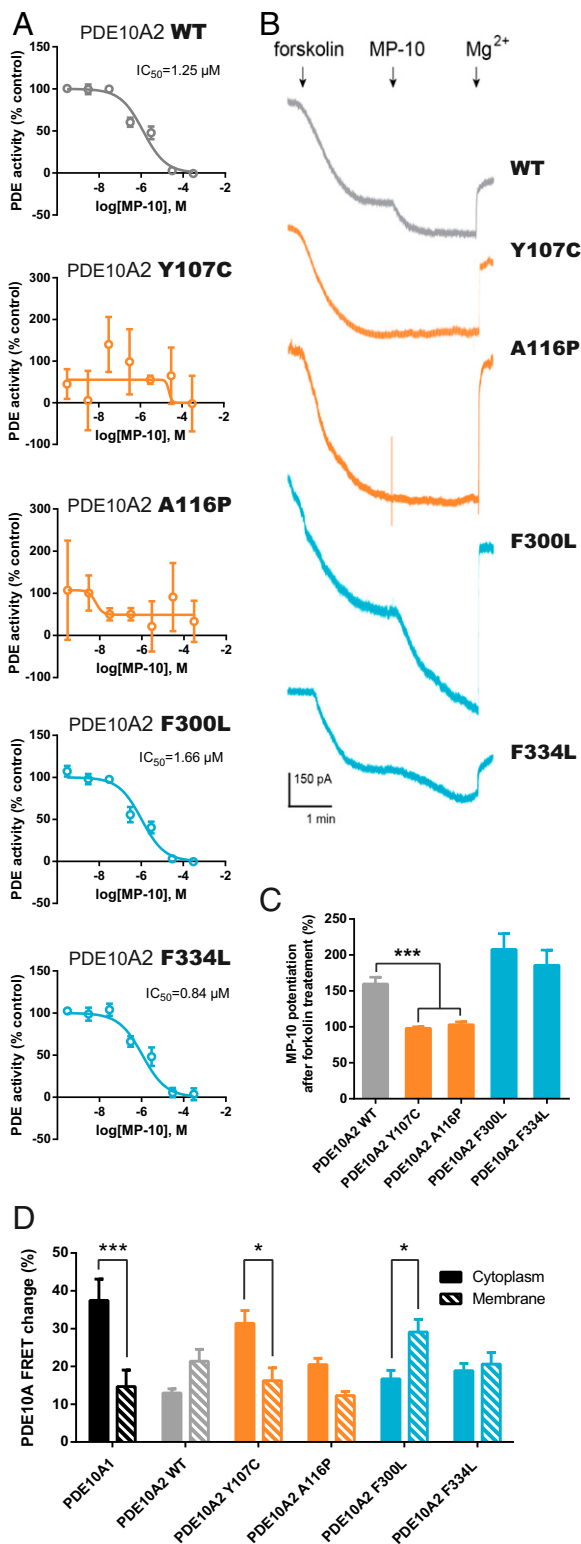 A
PDE10A2 WT
IC50=1.25 µM
PDE activity (% control)
150
100
50
0
-50
-8
-6
-4
-2
log[MP-10], M
PDE10A2 Y107C
PDE activity (% control)
300
200
100
0
-100
-8
-6
-4
-2
log[MP-10], M
PDE10A2 A116P
PDE activity (% control)
300
200
100
0
-100
-8
-6
-4
-2
log[MP-10], M
PDE10A2 F300L
IC50=1.66 µM
PDE activity (% control)
150
100
50
0
-50
-8
-6
-4
-2
log[MP-10], M
PDE10A2 F334L
IC50=0.84 µM
PDE activity (% control)
150
100
50
0
-50
-8
-6
-4
-2
log[MP-10], M
B
forskolin
MP-10
Mg2+
WT
Y107C
A116P
F300L
F334L
150 pA
1 min
C
MP-10 potentiation
after forkolin treatement (%)
250
200
150
100
50
0
***
PDE10A2 WT
PDE10A2 Y107C
PDE10A2 A116P
PDE10A2 F300L
PDE10A2 F334L
D
PDE10A FRET change (%)
50
40
30
20
10
0
***
*
*
Cytoplasm
Membrane
PDE10A1
PDE10A2 WT
PDE10A2 Y107C
PDE10A2 A116P
PDE10A2 F300L
PDE10A2 F334L